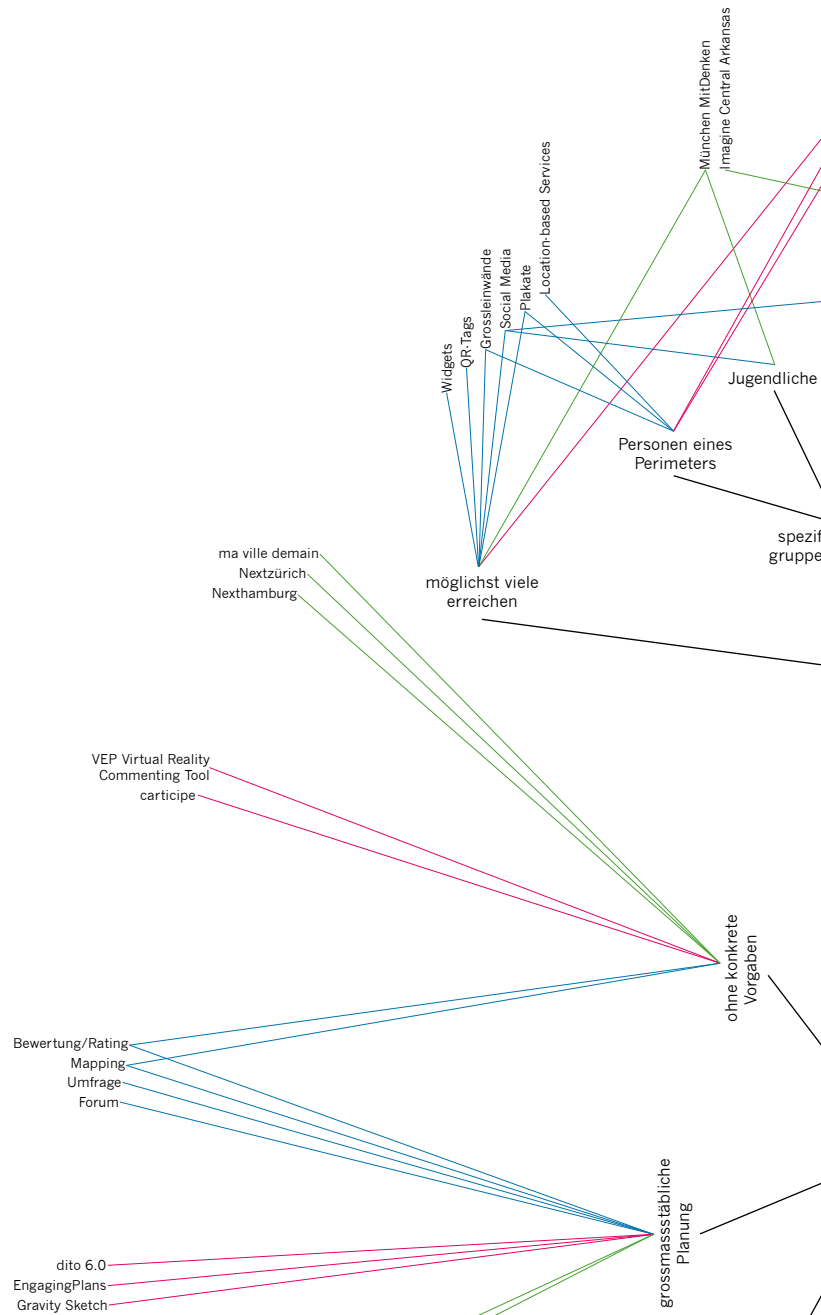 München MitDenken
Imagine Central Arkansas
Location-based Services
Plakate
Social Media
Grossleinwände
QR-Tags
Widgets
Jugendliche
Personen eines
Perimeters
spezif
gruppe
möglichst viele
erreichen
ma ville demain
Nextzürich
Nexthamburg
VEP Virtual Reality
Commenting Tool
carticipe
ohne konkrete
Vorgaben
Bewertung/Rating
Mapping
Umfrage
Forum
grossmassstäbliche
Planung
dito 6.0
EngagingPlans
Gravity Sketch